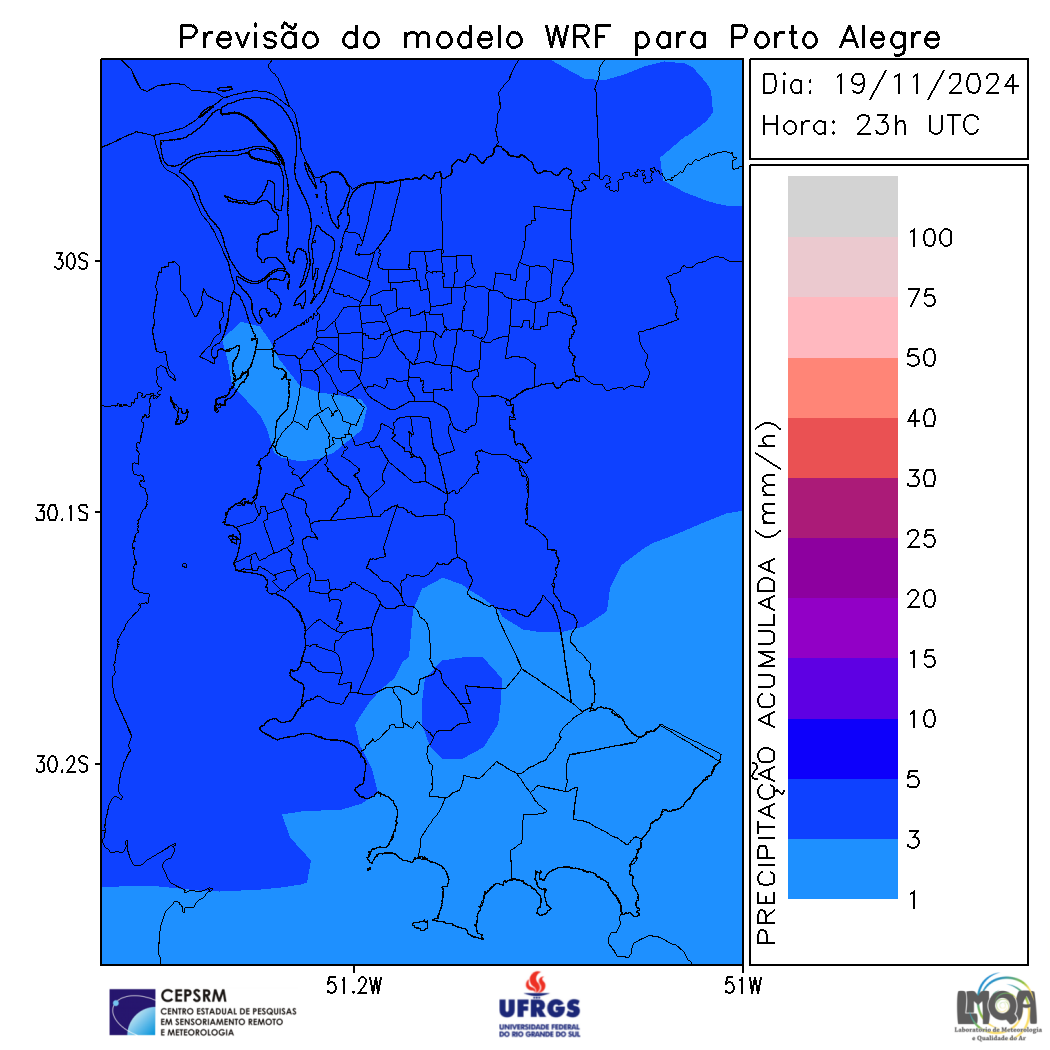 Previsão do modelo WRF para Porto Alegre
Dia: 19/11/2024
Hora: 23h UTC
30S
30.1S
30.2S
51.2W
51W
PRECIPITAÇÃO ACUMULADA (mm/h)
100
75
50
40
30
25
20
15
10
5
3
1
CEPSRM
CENTRO ESTADUAL DE PESQUISAS
EM SENSORIAMENTO REMOTO
E METEOROLOGIA
UFRGS
UNIVERSIDADE FEDERAL
DO RIO GRANDE DO SUL
LMQA
Laboratório de Meteorologia
e Qualidade do Ar